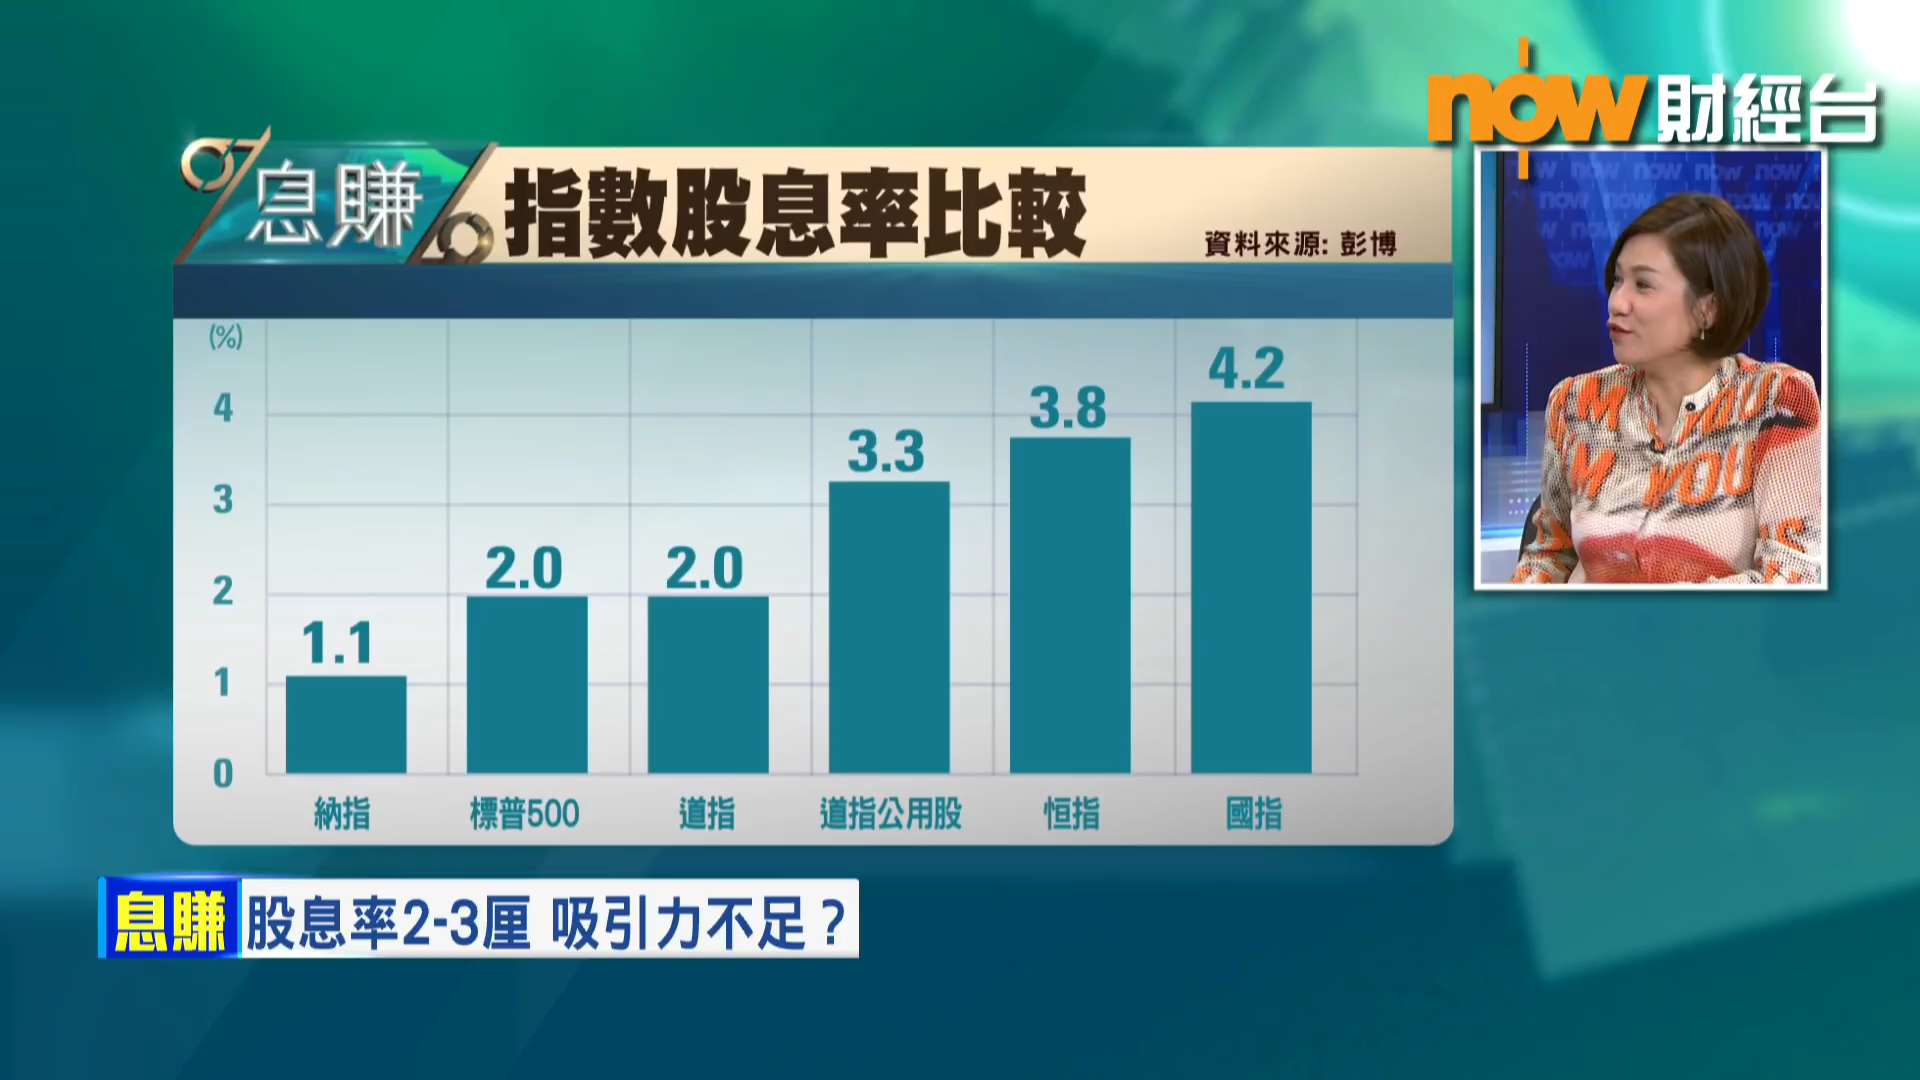 now 財經台
息賺
指數股息率比較
資料來源: 彭博
(%)
4
3
2
1
0
1.1
2.0
2.0
3.3
3.8
4.2
納指
標普500
道指
道指公用股
恒指
國指
息賺 股息率2-3厘 吸引力不足？